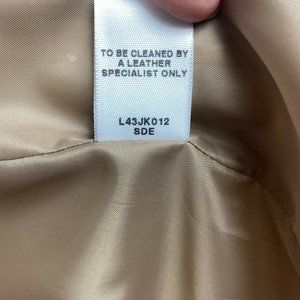 TO BE CLEANED BY
A LEATHER
SPECIALIST ONLY
L43JK012
SDE